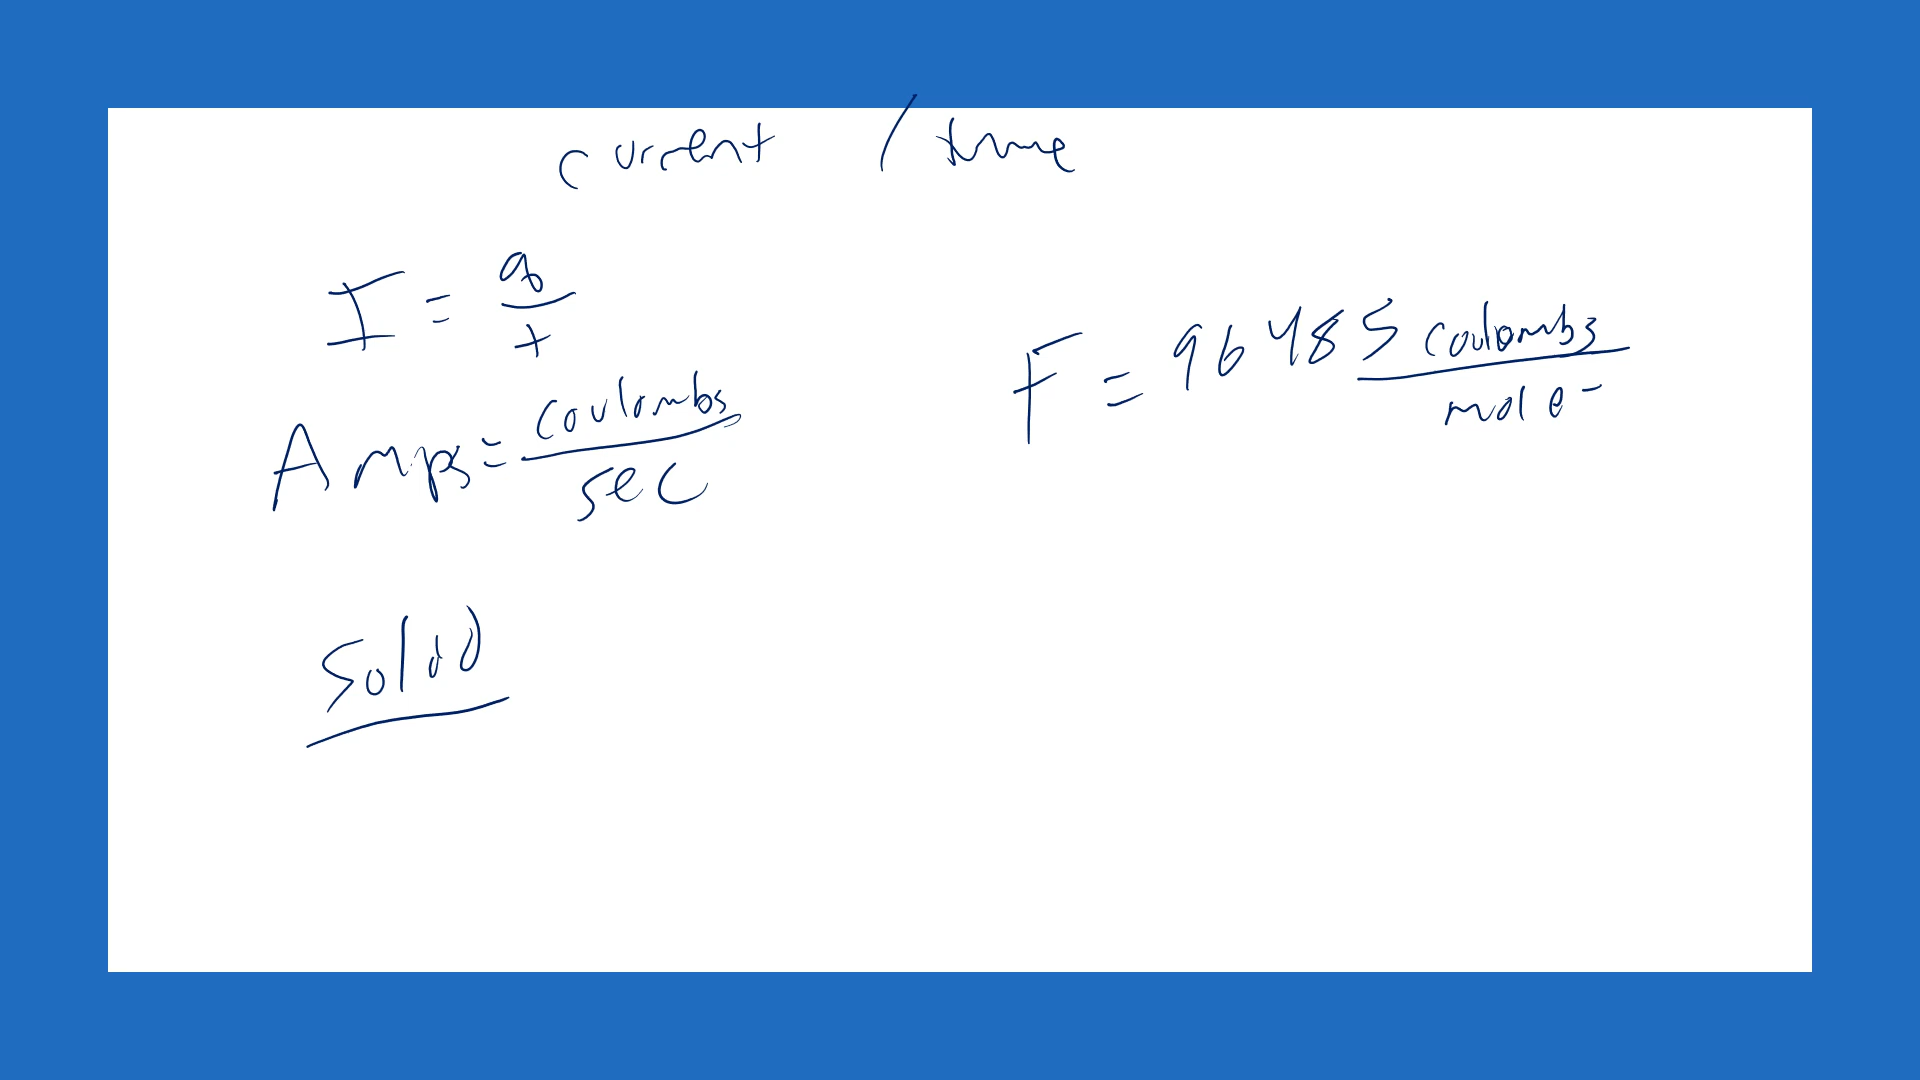 current / time
I = q/t
F = 96485 coulombs/mol e-
Amps = coulombs/sec
solid